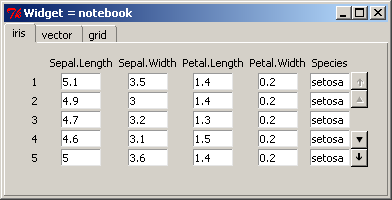 Widget = notebook
iris vector grid
Sepal.Length Sepal.Width Petal.Length Petal.Width Species
1 5.1 3.5 1.4 0.2 setosa
2 4.9 3 1.4 0.2 setosa
3 4.7 3.2 1.3 0.2 setosa
4 4.6 3.1 1.5 0.2 setosa
5 5 3.6 1.4 0.2 setosa